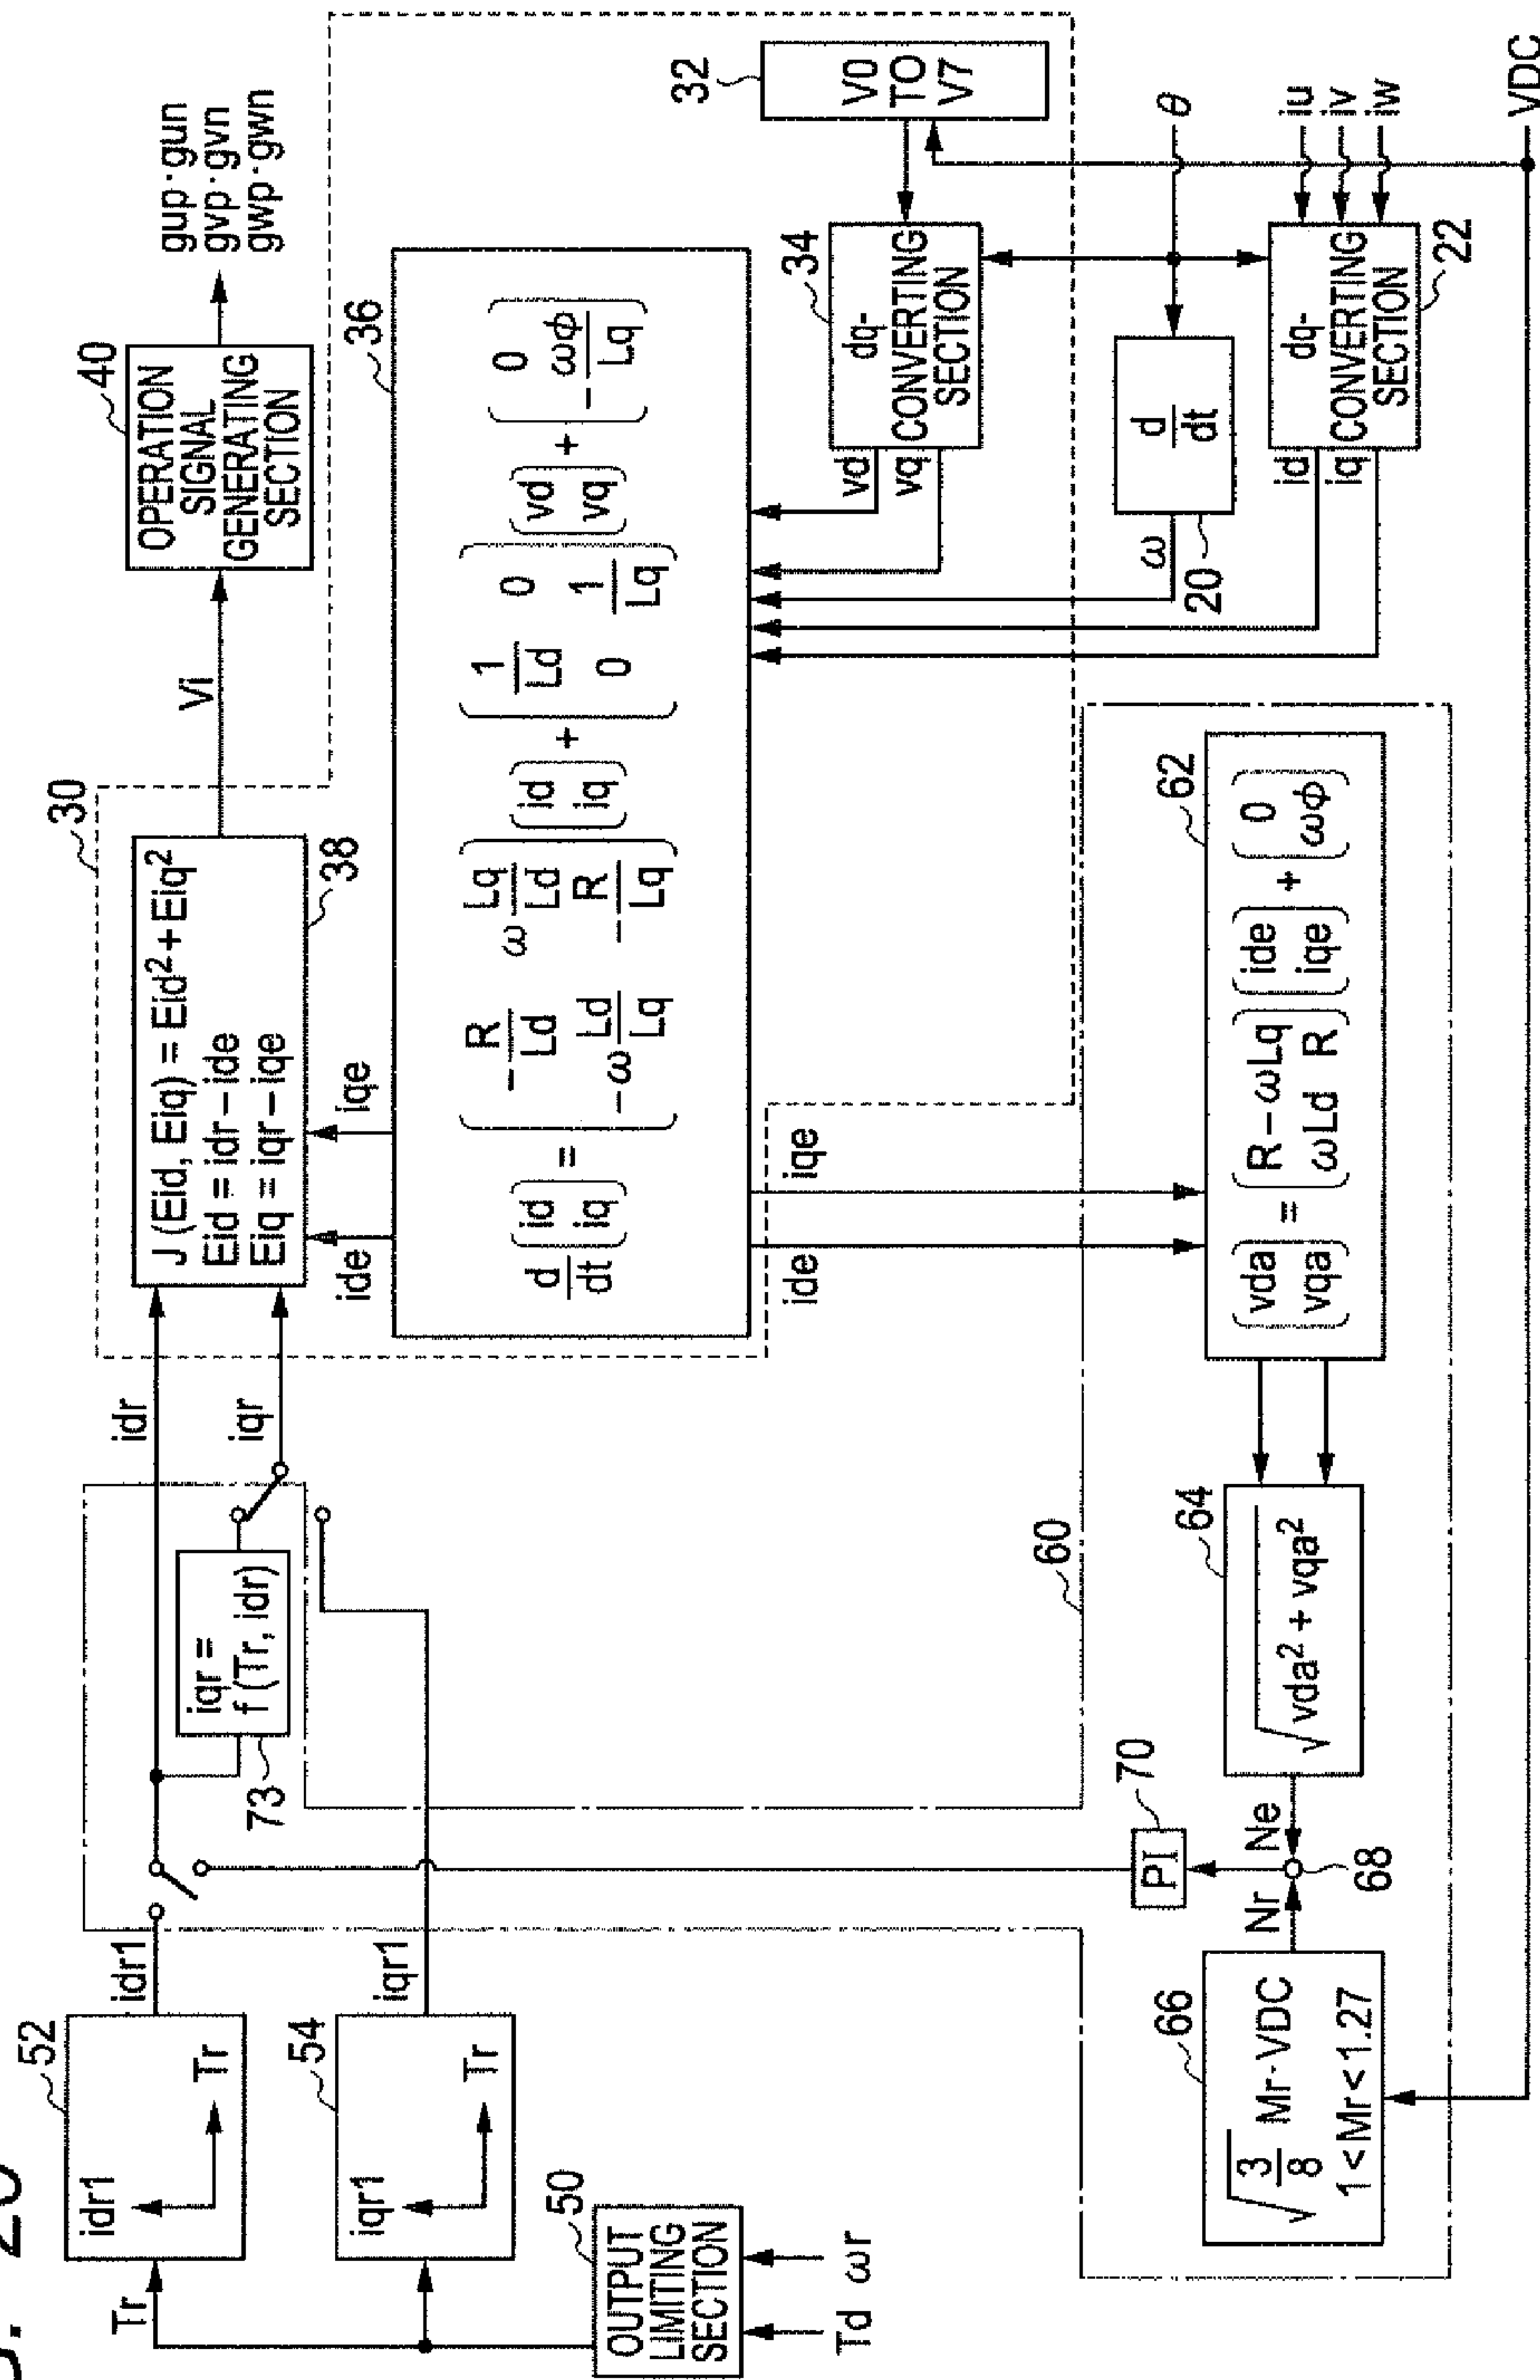 52
idr1
Tr
Tr
idr1
54
iqr1
Tr
iqr1
50
OUTPUT
LIMITING
SECTION
Td ωr
73
iqr =
f (Tr, idr)
idr
iqr
30
J (Eid, Eiq) = Eid² + Eiq²
Eid = idr − ide
Eiq = iqr − iqe
38
Vi
40
OPERATION
SIGNAL
GENERATING
SECTION
gup·gun
gvp·gvn
gwp·gwn
ide
iqe
36
d/dt (id iq) = (−R/Ld ω Lq/Ld −ω Ld/Lq −R/Lq) (id iq) + (1/Ld 0 0 1/Lq) (vd vq) + (0 −ωϕ/Lq)
32
V0
TO
V7
34
dq-
CONVERTING
SECTION
vd
vq
θ
d/dt
ω
20
iu
iv
iw
dq-
CONVERTING
SECTION
22
id
iq
VDC
ide
iqe
60
62
(vda vqa) = (R −ωLq ωLd R) (ide iqe) + (0 ωϕ)
64
√vda² + vqa²
70
PI
Ne
68
Nr
66
√3/8 Mr·VDC
1 < Mr < 1.27